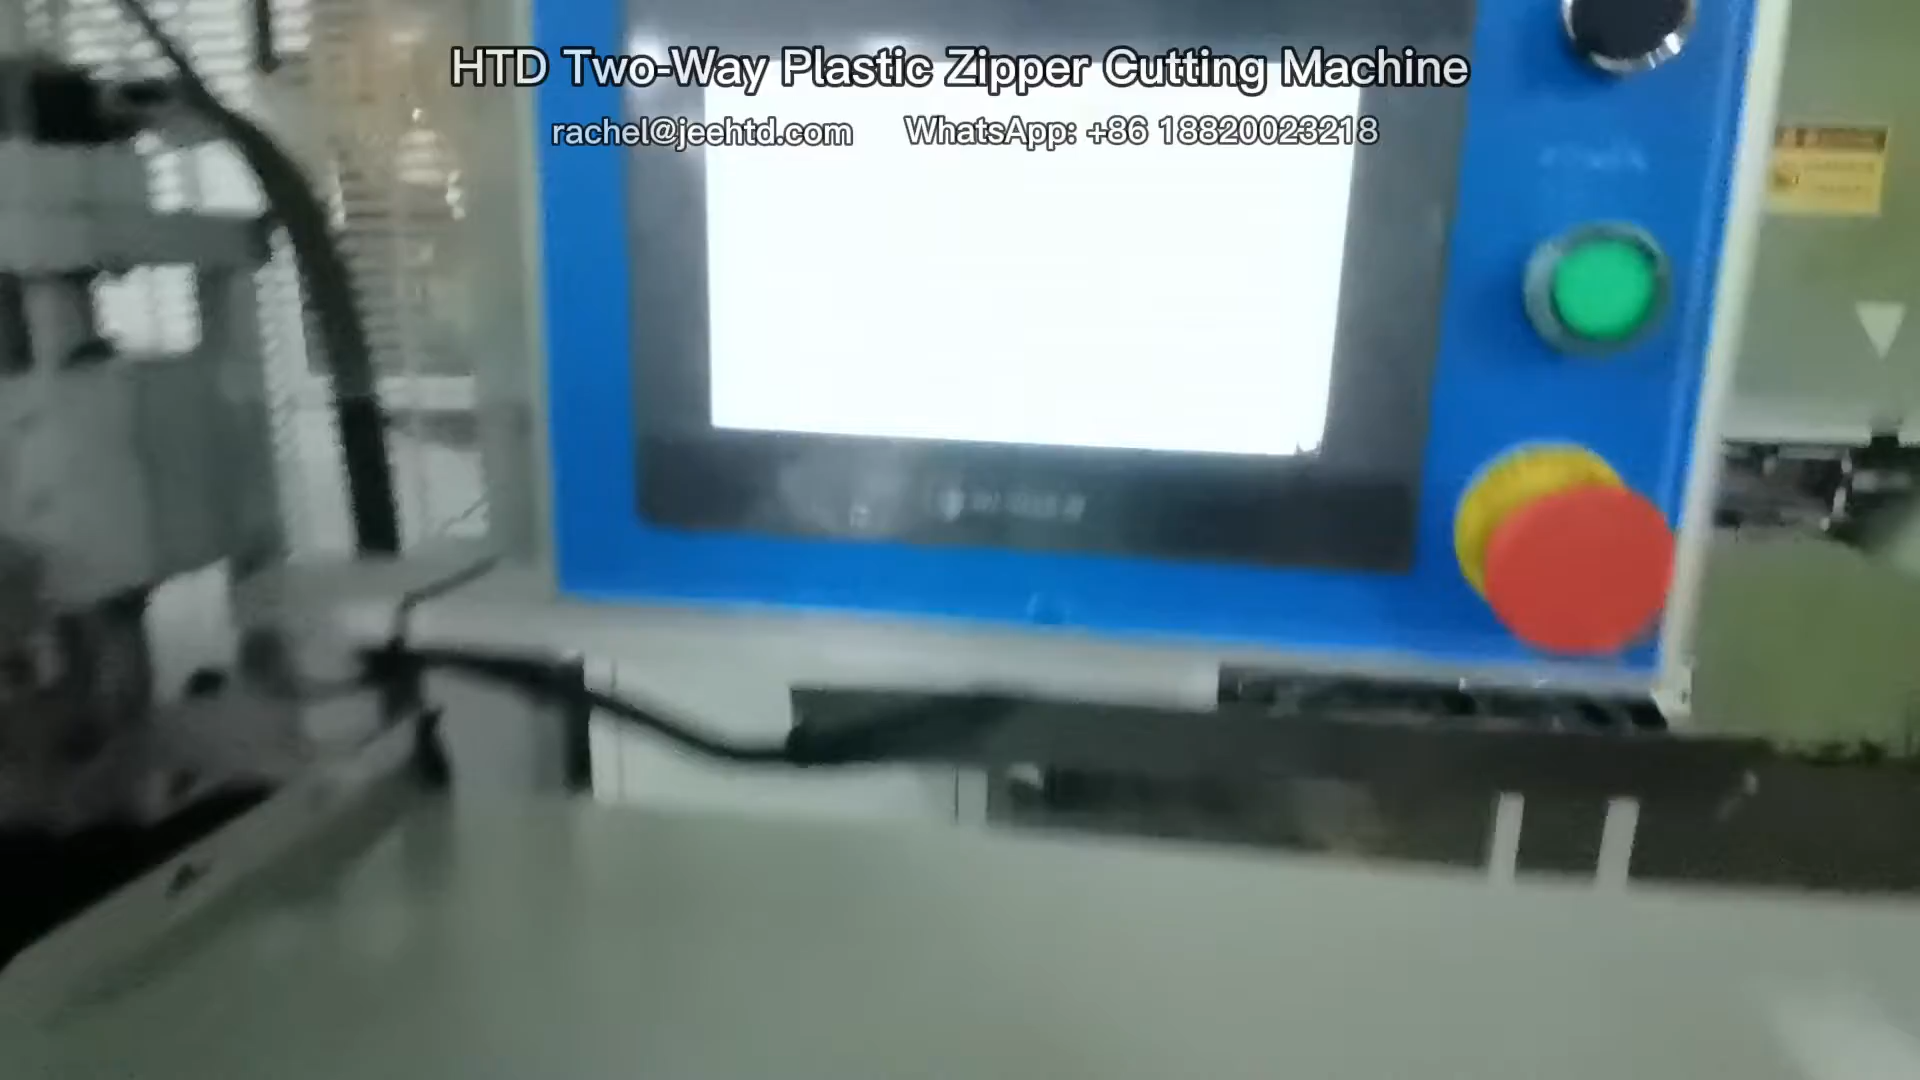 HTD Two-Way Plastic Zipper Cutting Machine
rachel@jeehtd.com WhatsApp: +86 18820023218